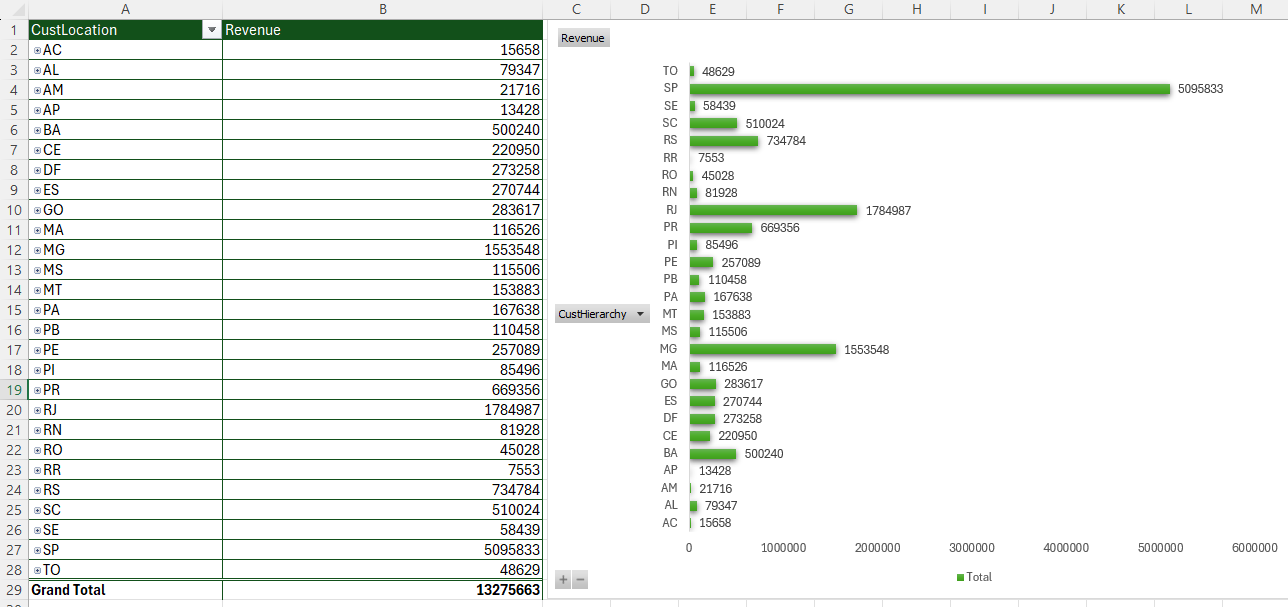 A B C D E F G H I J K L M
1 CustLocation Revenue
2 AC 15658
3 AL 79347
4 AM 21716
5 AP 13428
6 BA 500240
7 CE 220950
8 DF 273258
9 ES 270744
10 GO 283617
11 MA 116526
12 MG 1553548
13 MS 115506
14 MT 153883
15 PA 167638
16 PB 110458
17 PE 257089
18 PI 85496
19 PR 669356
20 RJ 1784987
21 RN 81928
22 RO 45028
23 RR 7553
24 RS 734784
25 SC 510024
26 SE 58439
27 SP 5095833
28 TO 48629
29 Grand Total 13275663
Revenue
TO 48629
SP 5095833
SE 58439
SC 510024
RS 734784
RR 7553
RO 45028
RN 81928
RJ 1784987
PR 669356
PI 85496
PE 257089
PB 110458
PA 167638
CustHierarchy
MT 153883
MS 115506
MG 1553548
MA 116526
GO 283617
ES 270744
DF 273258
CE 220950
BA 500240
AP 13428
AM 21716
AL 79347
AC 15658
0 1000000 2000000 3000000 4000000 5000000 6000000
Total
+ −